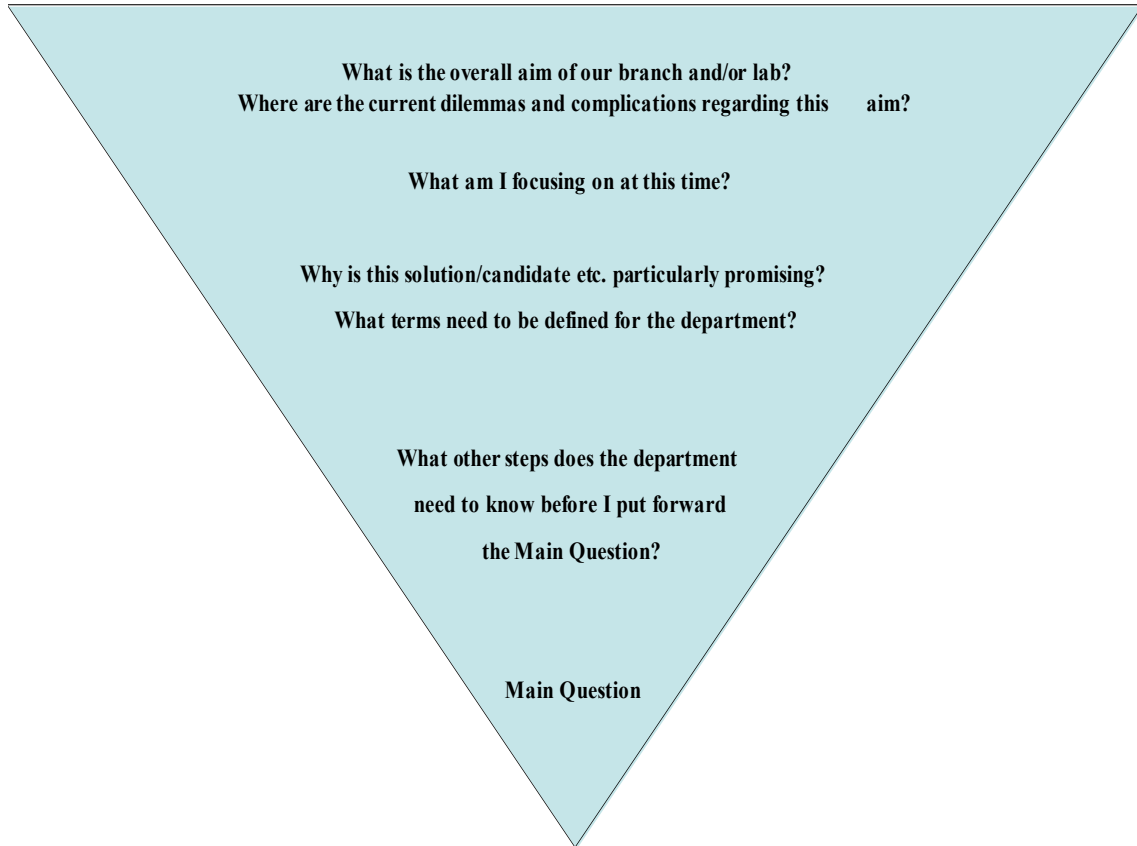 What is the overall aim of our branch and/or lab?
Where are the current dilemmas and complications regarding this aim?
What am I focusing on at this time?
Why is this solution/candidate etc. particularly promising?
What terms need to be defined for the department?
What other steps does the department
need to know before I put forward
the Main Question?
Main Question